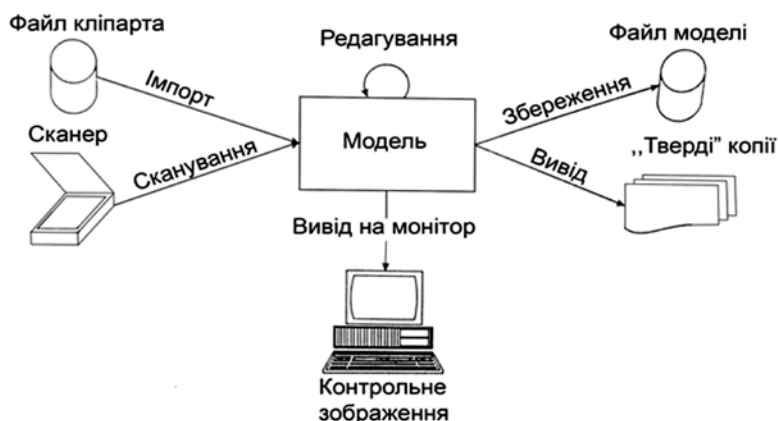 Файл кліпарта
Редагування
Файл моделі
Імпорт
Збереження
Сканер
Модель
,,Тверді" копії
Сканування
Вивід
Вивід на монітор
Контрольне
зображення